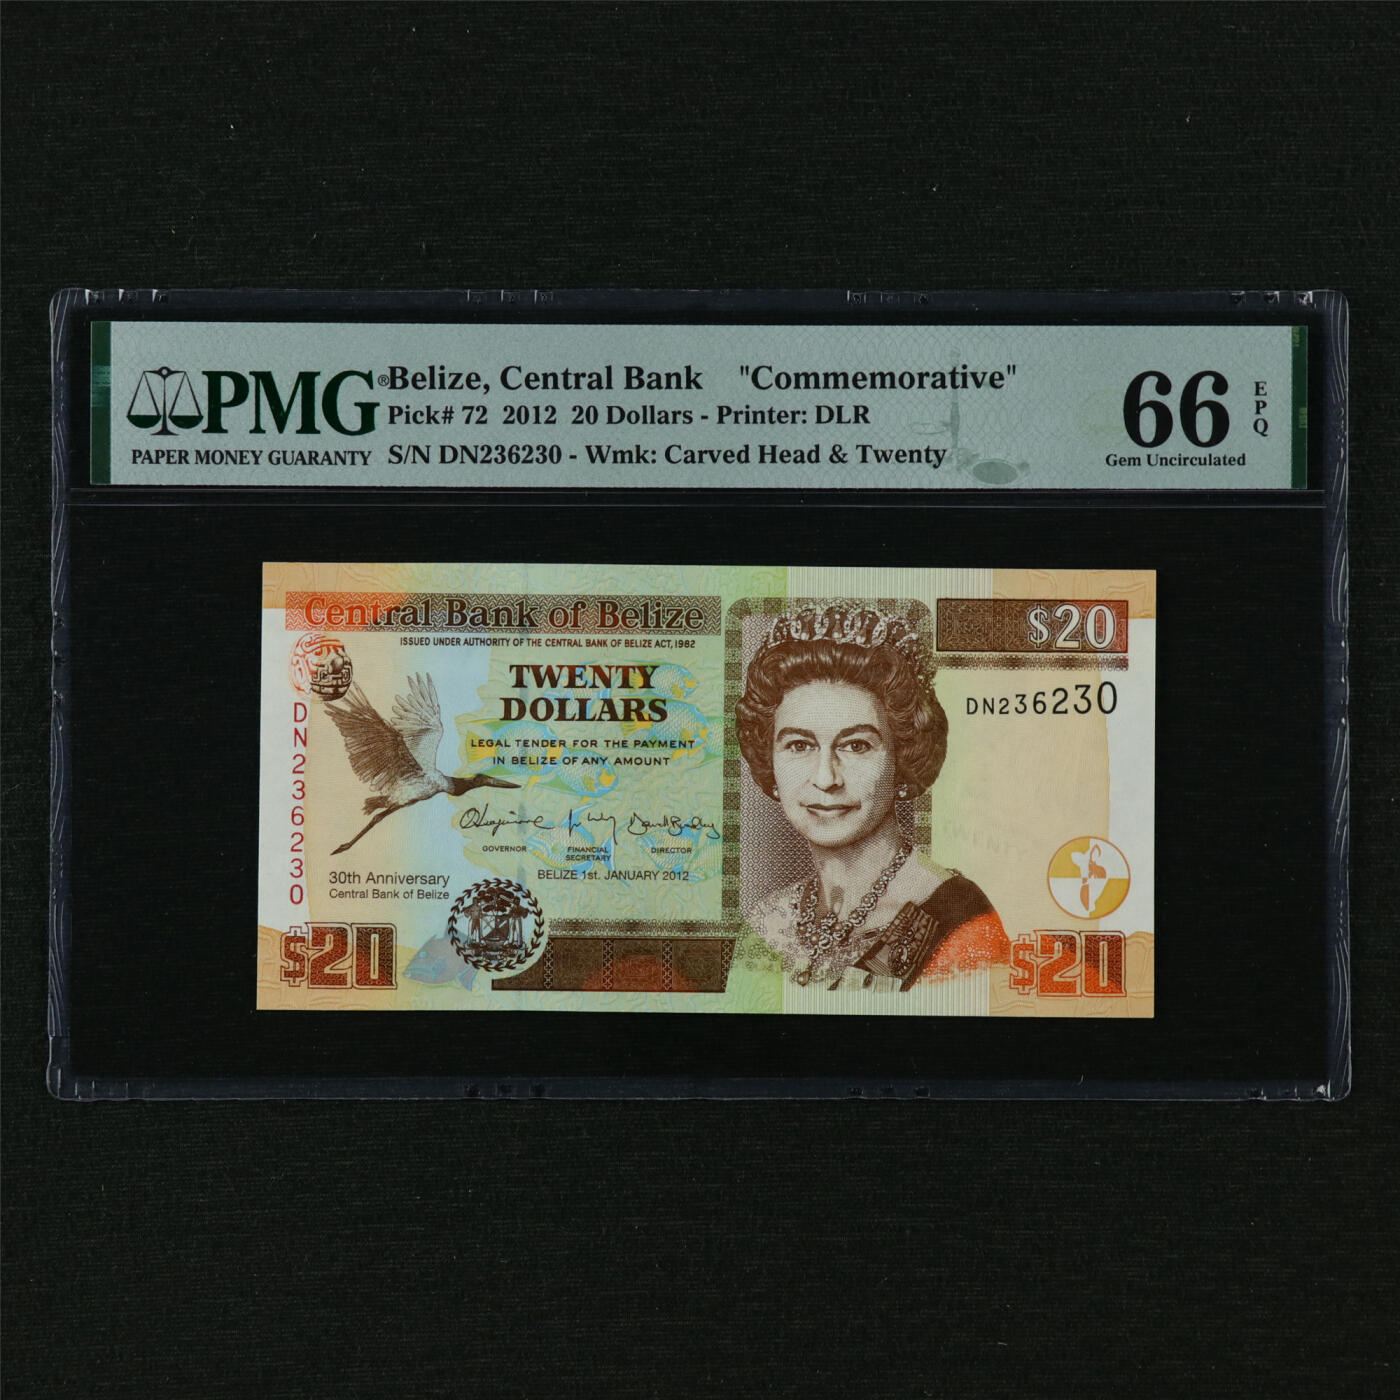 PMG®
PAPER MONEY GUARANTY
Belize, Central Bank "Commemorative"
Pick# 72 2012 20 Dollars - Printer: DLR
S/N DN236230 - Wmk: Carved Head & Twenty
66 EPQ
Gem Uncirculated
Central Bank of Belize
ISSUED UNDER AUTHORITY OF THE CENTRAL BANK OF BELIZE ACT, 1982
TWENTY
DOLLARS
LEGAL TENDER FOR THE PAYMENT
IN BELIZE OF ANY AMOUNT
GOVERNOR
FINANCIAL
SECRETARY
DIRECTOR
BELIZE 1st. JANUARY 2012
30th Anniversary
Central Bank of Belize
DN236230
$20
$20
DN236230
$20